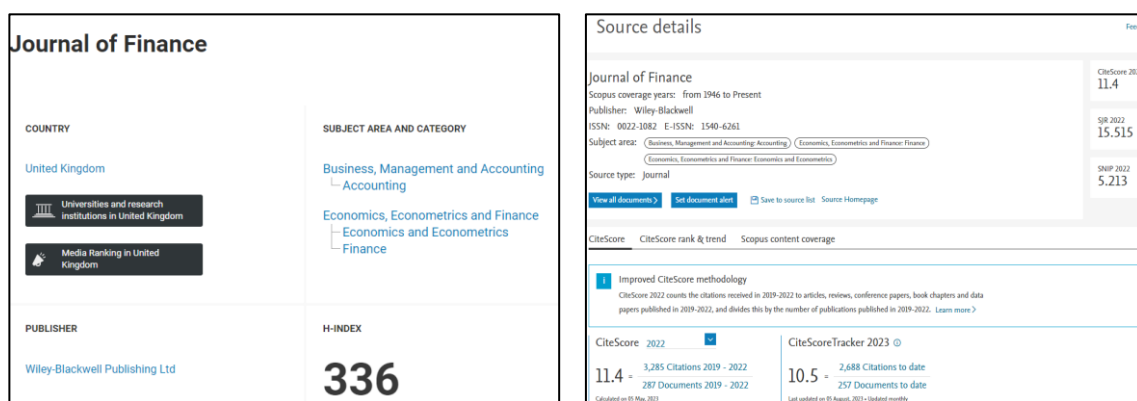 Journal of Finance
COUNTRY
United Kingdom
Universities and research
institutions in United Kingdom
Media Ranking in United
Kingdom
SUBJECT AREA AND CATEGORY
Business, Management and Accounting
Accounting
Economics, Econometrics and Finance
Economics and Econometrics
Finance
PUBLISHER
Wiley-Blackwell Publishing Ltd
H-INDEX
336
Source details
Journal of Finance
Scopus coverage years: from 1946 to Present
Publisher: Wiley-Blackwell
ISSN: 0022-1082 E-ISSN: 1540-6261
Subject area: Business, Management and Accounting: Accounting Economics, Econometrics and Finance: Finance
Economics, Econometrics and Finance: Economics and Econometrics
Source type: Journal
View all documents > Set document alert Save to source list Source Homepage
CiteScore 202
11.4
SJR 2022
15.515
SNIP 2022
5.213
CiteScore CiteScore rank & trend Scopus content coverage
i Improved CiteScore methodology
CiteScore 2022 counts the citations received in 2019-2022 to articles, reviews, conference papers, book chapters and data
papers published in 2019-2022, and divides this by the number of publications published in 2019-2022. Learn more >
CiteScore 2022
11.4 = 3,285 Citations 2019 - 2022
287 Documents 2019 - 2022
Calculated on 05 May, 2023
CiteScoreTracker 2023
10.5 = 2,688 Citations to date
257 Documents to date
Last updated on 05 August, 2023 • Updated monthly